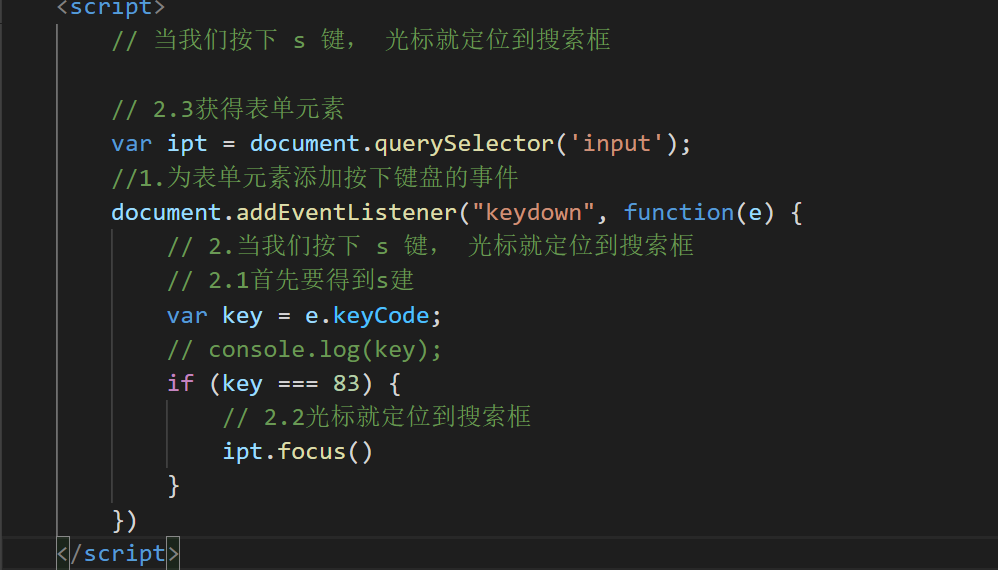 <script>
// 当我们按下 s 键， 光标就定位到搜索框
// 2.3获得表单元素
var ipt = document.querySelector('input');
//1.为表单元素添加按下键盘的事件
document.addEventListener("keydown", function(e) {
// 2.当我们按下 s 键， 光标就定位到搜索框
// 2.1首先要得到s建
var key = e.keyCode;
// console.log(key);
if (key === 83) {
// 2.2光标就定位到搜索框
ipt.focus()
}
})
</script>